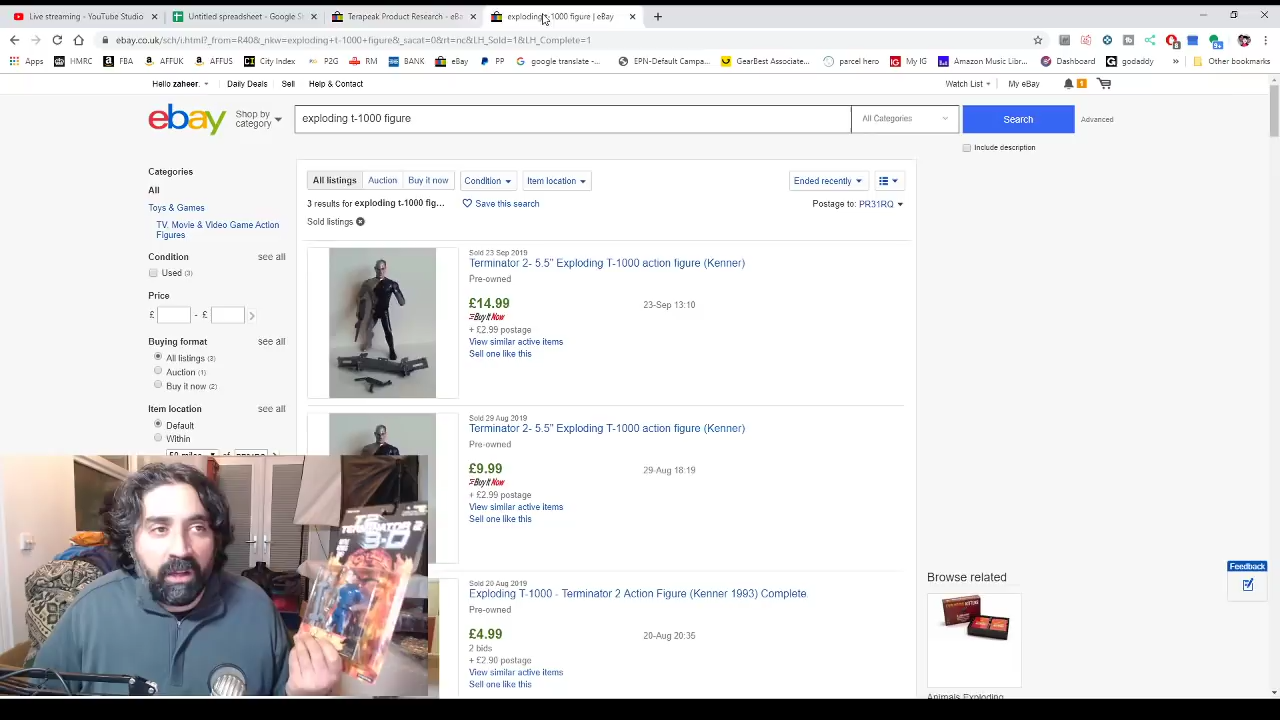 Live streaming - YouTube Studio
Untitled spreadsheet - Google S
Terapeak Product Research - eBa
exploding t-1000 figure | eBay
ebay.co.uk/sch/i.html?_from=R40&_nkw=exploding+t-1000+figure&_sacat=0&rt=nc&LH_Sold=1&LH_Complete=1
Apps HMRC FBA AFFUK AFFUS City Index P2G RM BANK eBay PP google translate -... EPN-Default Campa... GearBest Associate... parcel hero My IG Amazon Music Libr... Dashboard godaddy » Other bookmarks
Hello zaheer. Daily Deals Sell Help & Contact Watch List My eBay 1
ebay Shop by category exploding t-1000 figure All Categories Search Advanced
Include description
Categories
All
Toys & Games
TV, Movie & Video Game Action
Figures
Condition see all
Used (3)
Price
£ - £
Buying format see all
All listings (3)
Auction (1)
Buy it now (2)
Item location see all
Default
Within
All listings Auction Buy it now Condition Item location Ended recently
3 results for exploding t-1000 fig... Save this search Postage to: PR31RQ
Sold listings
Sold 23 Sep 2019
Terminator 2- 5.5" Exploding T-1000 action figure (Kenner)
Pre-owned
£14.99 23-Sep 13:10
Buy It Now
+ £2.99 postage
View similar active items
Sell one like this
Sold 29 Aug 2019
Terminator 2- 5.5" Exploding T-1000 action figure (Kenner)
Pre-owned
£9.99 29-Aug 18:19
Buy It Now
+ £2.99 postage
View similar active items
Sell one like this
Sold 20 Aug 2019
Exploding T-1000 - Terminator 2 Action Figure (Kenner 1993) Complete.
Pre-owned
£4.99 20-Aug 20:35
2 bids
+ £2.90 postage
View similar active items
Sell one like this
TERMINATOR 2
3-D
Feedback
Browse related
Animals Exploding